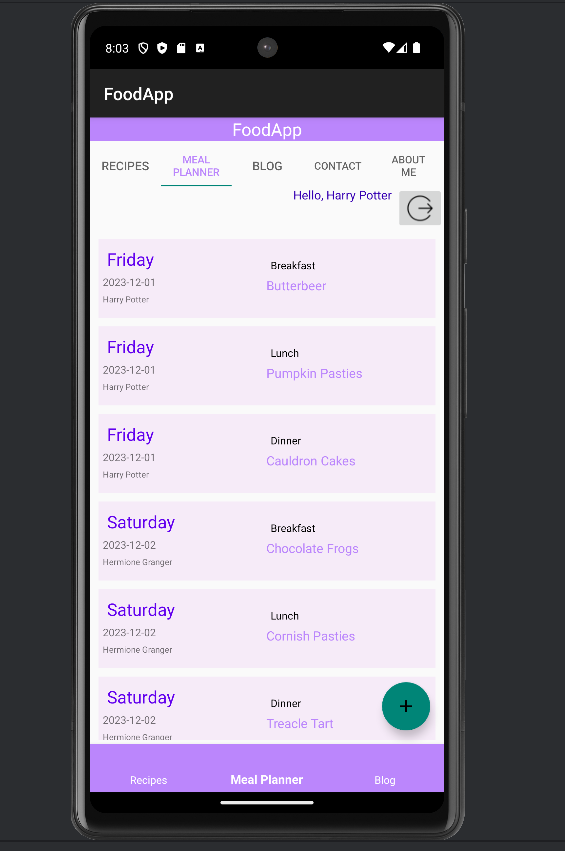 8:03
FoodApp
FoodApp
RECIPES
MEAL
PLANNER
BLOG
CONTACT
ABOUT
ME
Hello, Harry Potter
Friday
Breakfast
2023-12-01
Butterbeer
Harry Potter
Friday
Lunch
2023-12-01
Pumpkin Pasties
Harry Potter
Friday
Dinner
2023-12-01
Cauldron Cakes
Harry Potter
Saturday
Breakfast
2023-12-02
Chocolate Frogs
Hermione Granger
Saturday
Lunch
2023-12-02
Cornish Pasties
Hermione Granger
Saturday
Dinner
2023-12-02
Treacle Tart
Hermione Granger
+
Recipes
Meal Planner
Blog